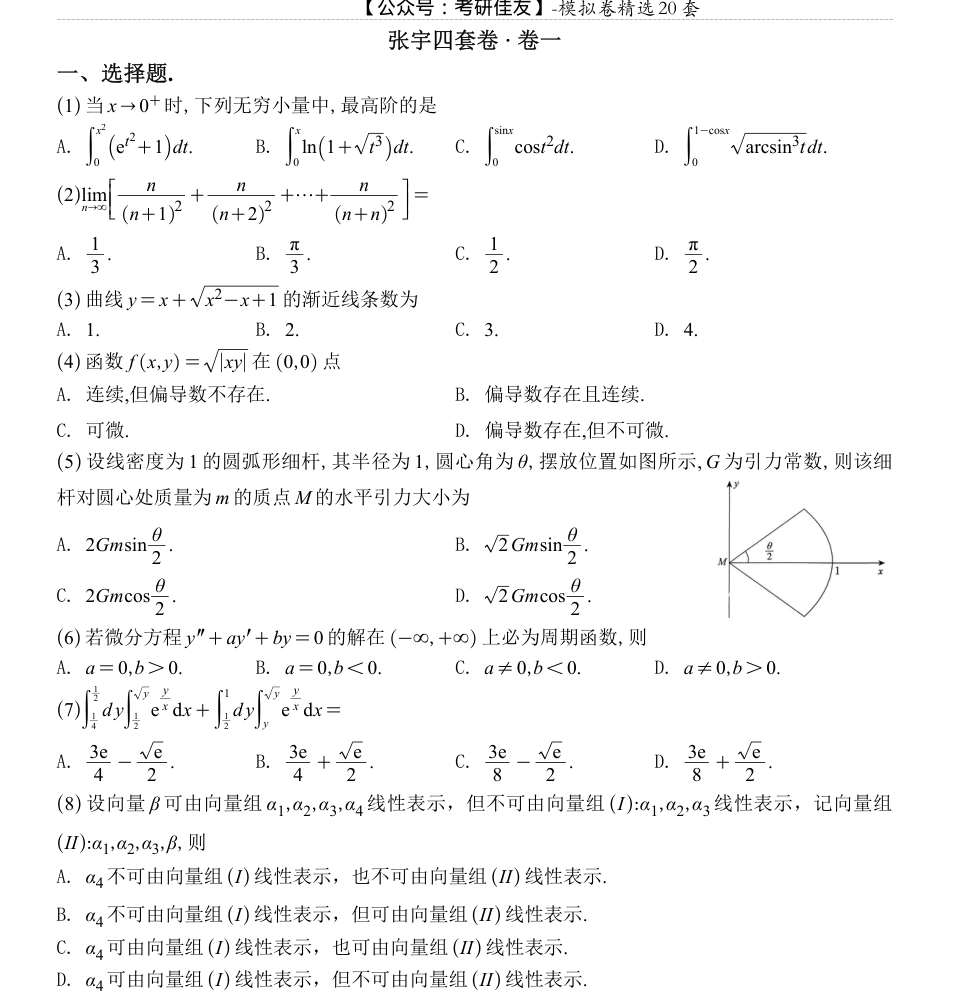 【公众号：考研佳友】-模拟卷精选20套
张宇四套卷·卷一
一、选择题.
(1) 当 x→0⁺ 时, 下列无穷小量中, 最高阶的是
A. ∫₀^{x²}(e^{t²}+1)dt. B. ∫₀^{x}ln(1+√(t³))dt. C. ∫₀^{sinx}cost²dt. D. ∫₀^{1−cosx}√(arcsin³t)dt.
(2) lim_{n→∞}[n/(n+1)²+n/(n+2)²+⋯+n/(n+n)²]=
A. 1/3. B. π/3. C. 1/2. D. π/2.
(3) 曲线 y=x+√(x²−x+1) 的渐近线条数为
A. 1. B. 2. C. 3. D. 4.
(4) 函数 f(x,y)=√|xy| 在 (0,0) 点
A. 连续,但偏导数不存在. B. 偏导数存在且连续.
C. 可微. D. 偏导数存在,但不可微.
(5) 设线密度为 1 的圆弧形细杆, 其半径为 1, 圆心角为 θ, 摆放位置如图所示, G 为引力常数, 则该细
杆对圆心处质量为 m 的质点 M 的水平引力大小为
A. 2Gmsin θ/2. B. √2Gmsin θ/2.
C. 2Gmcos θ/2. D. √2Gmcos θ/2.
y
θ/2
M
1
x
(6) 若微分方程 y″+ay′+by=0 的解在 (−∞,+∞) 上必为周期函数, 则
A. a=0,b>0. B. a=0,b<0. C. a≠0,b<0. D. a≠0,b>0.
(7) ∫_{1/4}^{1/2}dy∫_{1/2}^{√y}e^{y/x}dx+∫_{1/2}^{1}dy∫_{y}^{√y}e^{y/x}dx=
A. 3e/4−√e/2. B. 3e/4+√e/2. C. 3e/8−√e/2. D. 3e/8+√e/2.
(8) 设向量 β 可由向量组 α₁,α₂,α₃,α₄ 线性表示，但不可由向量组 (I):α₁,α₂,α₃ 线性表示，记向量组
(II):α₁,α₂,α₃,β, 则
A. α₄ 不可由向量组 (I) 线性表示，也不可由向量组 (II) 线性表示.
B. α₄ 不可由向量组 (I) 线性表示，但可由向量组 (II) 线性表示.
C. α₄ 可由向量组 (I) 线性表示，也可由向量组 (II) 线性表示.
D. α₄ 可由向量组 (I) 线性表示，但不可由向量组 (II) 线性表示.